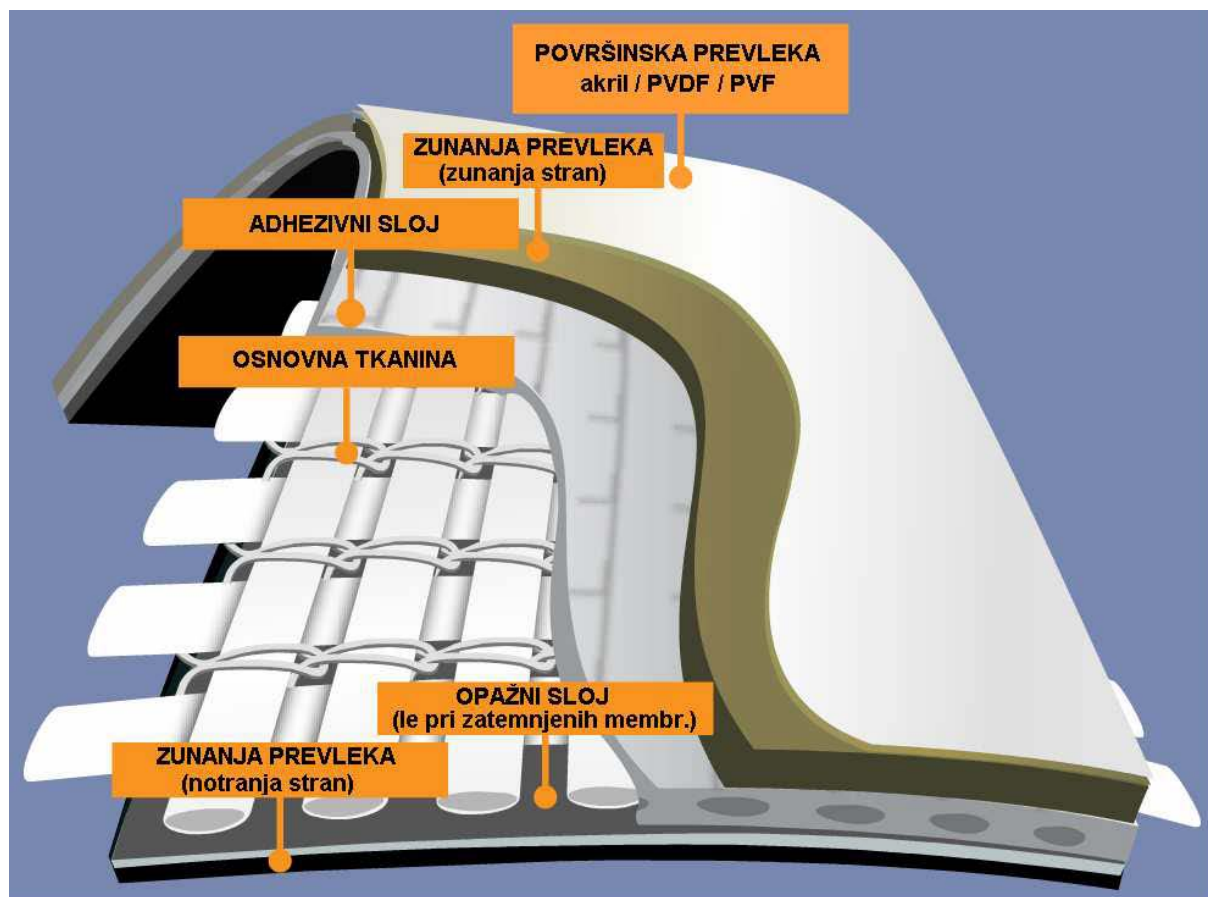 POVRŠINSKA PREVLEKA
akril / PVDF / PVF
ZUNANJA PREVLEKA
(zunanja stran)
ADHEZIVNI SLOJ
OSNOVNA TKANINA
OPAŽNI SLOJ
(le pri zatemnjenih membr.)
ZUNANJA PREVLEKA
(notranja stran)